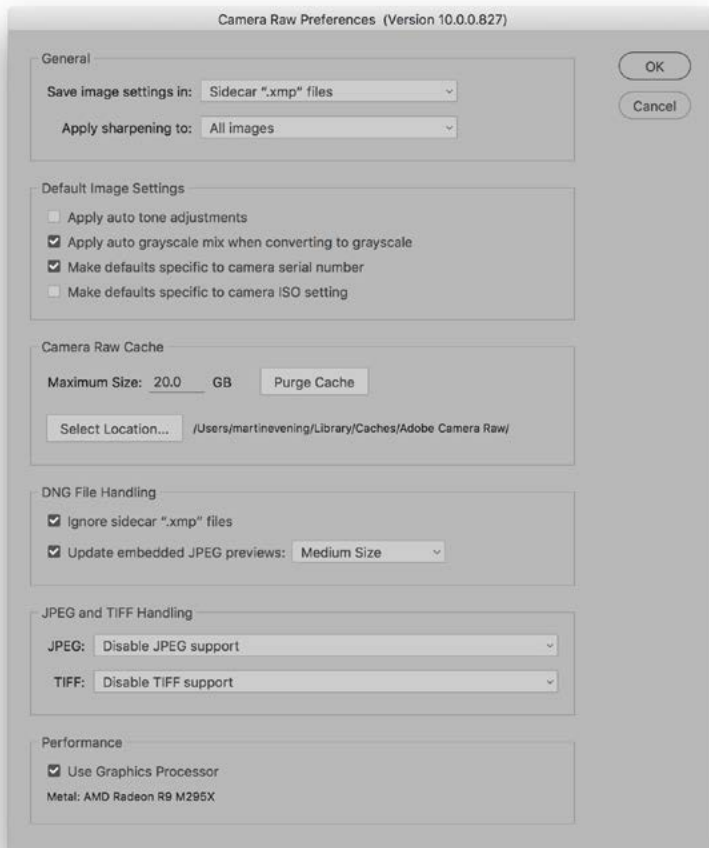 Camera Raw Preferences (Version 10.0.0.827)
General
Save image settings in: Sidecar “.xmp” files
Apply sharpening to: All images
OK
Cancel
Default Image Settings
Apply auto tone adjustments
Apply auto grayscale mix when converting to grayscale
Make defaults specific to camera serial number
Make defaults specific to camera ISO setting
Camera Raw Cache
Maximum Size: 20.0 GB Purge Cache
Select Location... /Users/martinevening/Library/Caches/Adobe Camera Raw/
DNG File Handling
Ignore sidecar “.xmp” files
Update embedded JPEG previews: Medium Size
JPEG and TIFF Handling
JPEG: Disable JPEG support
TIFF: Disable TIFF support
Performance
Use Graphics Processor
Metal: AMD Radeon R9 M295X